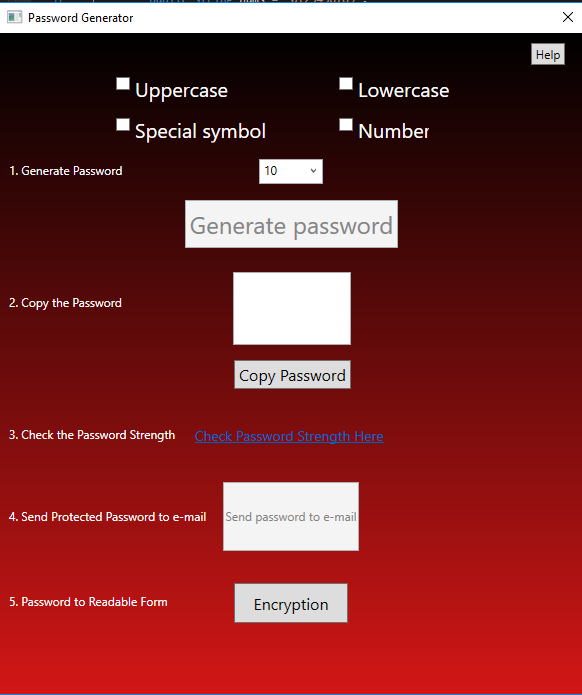 Password Generator
Help
Uppercase
Lowercase
Special symbol
Number
1. Generate Password
10
Generate password
2. Copy the Password
Copy Password
3. Check the Password Strength
Check Password Strength Here
4. Send Protected Password to e-mail
Send password to e-mail
5. Password to Readable Form
Encryption